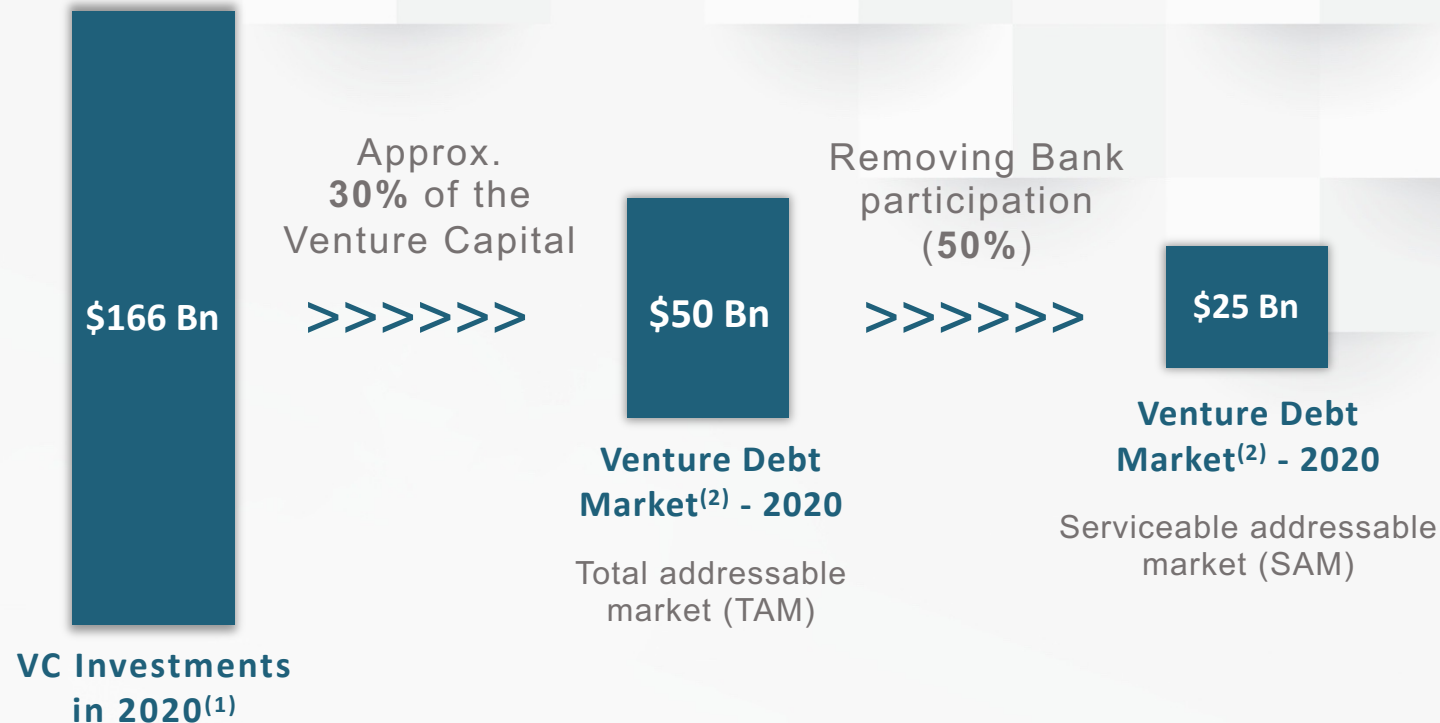 $166 Bn
VC Investments
in 2020(1)
Approx.
30% of the
Venture Capital
>>>>>>
$50 Bn
Venture Debt
Market(2) - 2020
Total addressable
market (TAM)
Removing Bank
participation
(50%)
>>>>>>
$25 Bn
Venture Debt
Market(2) - 2020
Serviceable addressable
market (SAM)